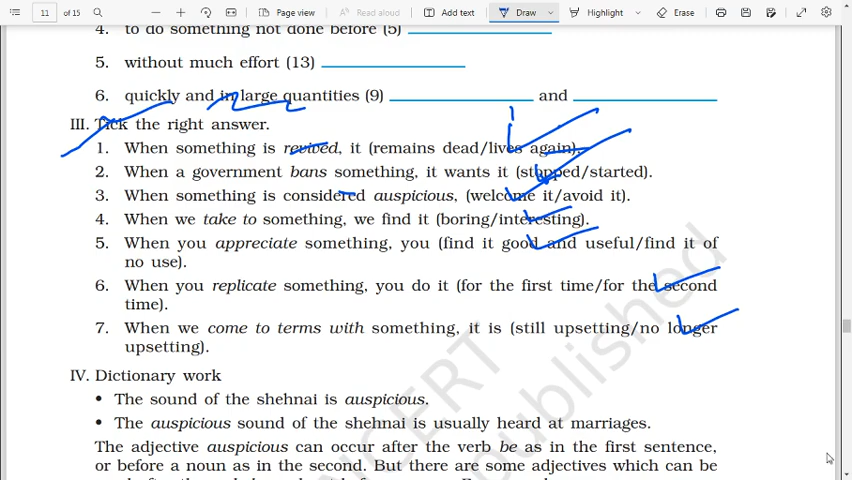 11 of 15
Page view
Read aloud
Add text
Draw
Highlight
Erase
4. to do something not done before (5)
5. without much effort (13)
6. quickly and in large quantities (9) and
III. Tick the right answer.
1. When something is revived, it (remains dead/lives again).
2. When a government bans something, it wants it (stopped/started).
3. When something is considered auspicious, (welcome it/avoid it).
4. When we take to something, we find it (boring/interesting).
5. When you appreciate something, you (find it good and useful/find it of
no use).
6. When you replicate something, you do it (for the first time/for the second
time).
7. When we come to terms with something, it is (still upsetting/no longer
upsetting).
IV. Dictionary work
• The sound of the shehnai is auspicious.
• The auspicious sound of the shehnai is usually heard at marriages.
The adjective auspicious can occur after the verb be as in the first sentence,
or before a noun as in the second. But there are some adjectives which can be
NCERT
published